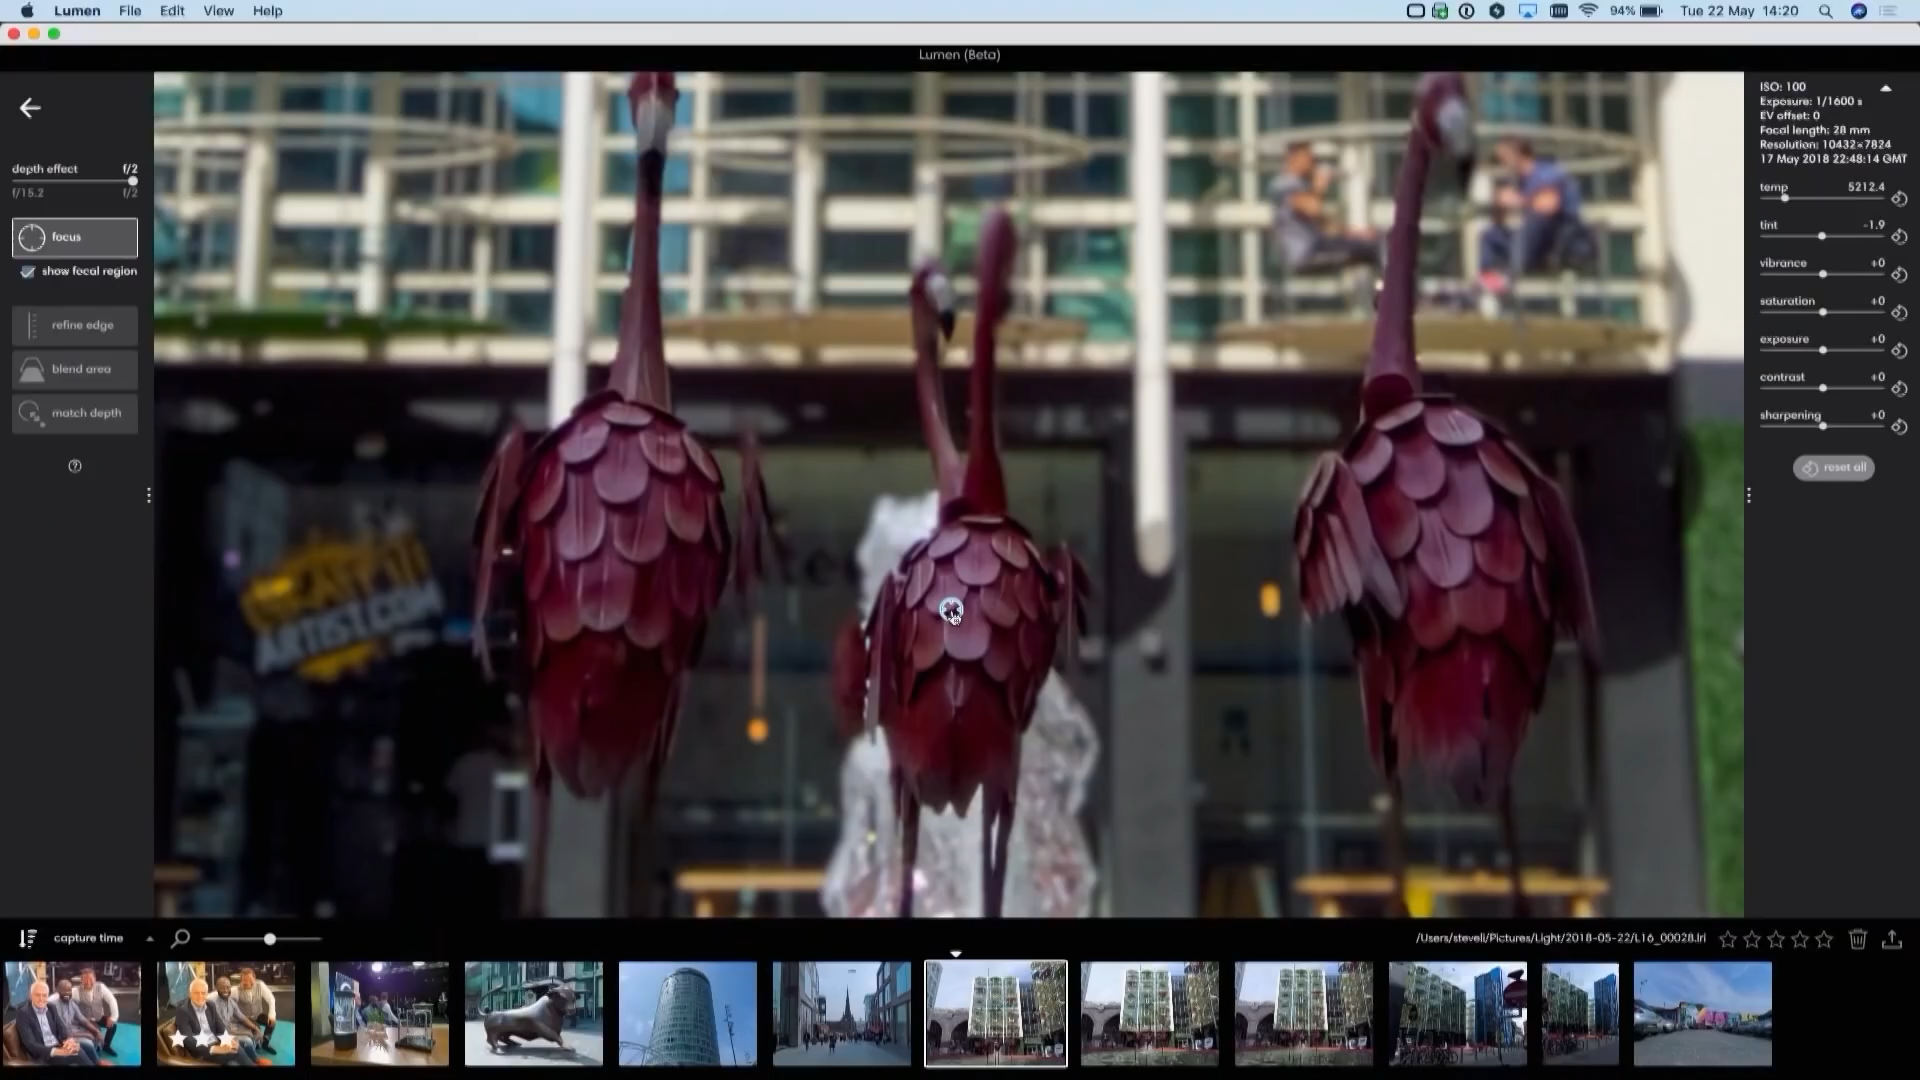 Lumen File Edit View Help
94% Tue 22 May 14:20
Lumen (Beta)
depth effect f/2
f/15.2 f/2
focus
show focal region
refine edge
blend area
match depth
ARTIST.COM
ISO: 100
Exposure: 1/1600 s
EV offset: 0
Focal length: 28 mm
Resolution: 10432×7824
17 May 2018 22:48:14 GMT
temp 5212.4
tint -1.9
vibrance +0
saturation +0
exposure +0
contrast +0
sharpening +0
reset all
capture time
/Users/steveli/Pictures/Light/2018-05-22/L16_00028.lri